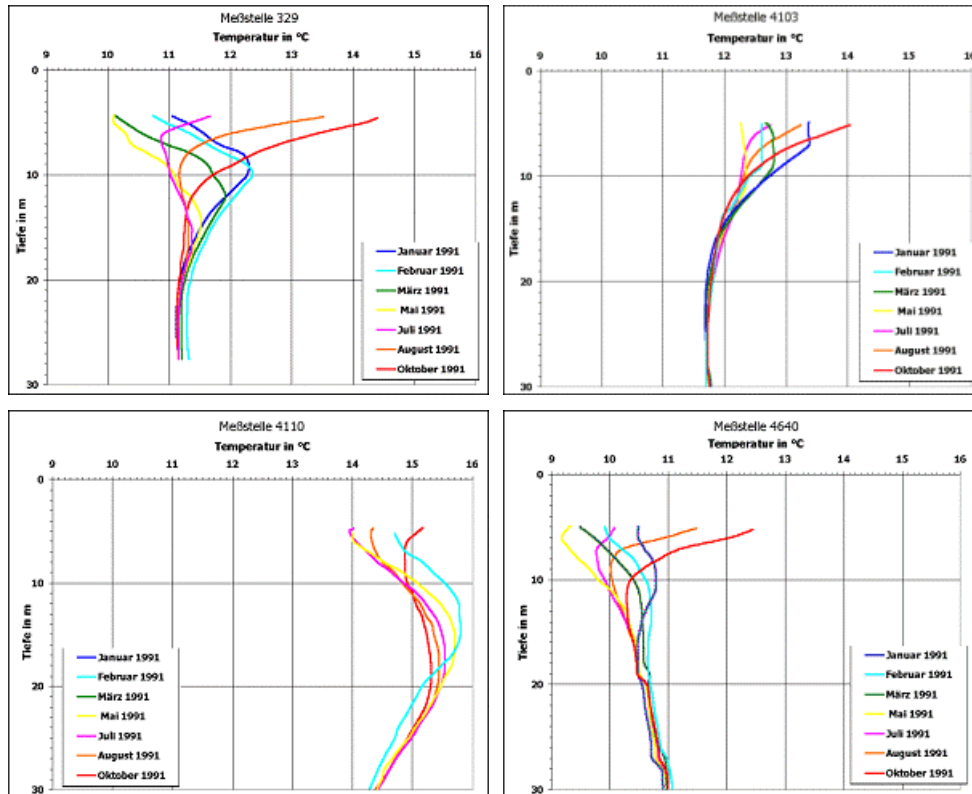 Meßstelle 329
Temperatur in °C
9 10 11 12 13 14 15 16
0
10
20
30
Tiefe in m
Januar 1991
Februar 1991
März 1991
Mai 1991
Juli 1991
August 1991
Oktober 1991
Meßstelle 4103
Temperatur in °C
9 10 11 12 13 14 15 16
0
10
20
30
Tiefe in m
Januar 1991
Februar 1991
März 1991
Mai 1991
Juli 1991
August 1991
Oktober 1991
Meßstelle 4110
Temperatur in °C
9 10 11 12 13 14 15 16
0
10
20
30
Tiefe in m
Januar 1991
Februar 1991
März 1991
Mai 1991
Juli 1991
August 1991
Oktober 1991
Meßstelle 4640
Temperatur in °C
9 10 11 12 13 14 15 16
0
10
20
30
Tiefe in m
Januar 1991
Februar 1991
März 1991
Mai 1991
Juli 1991
August 1991
Oktober 1991